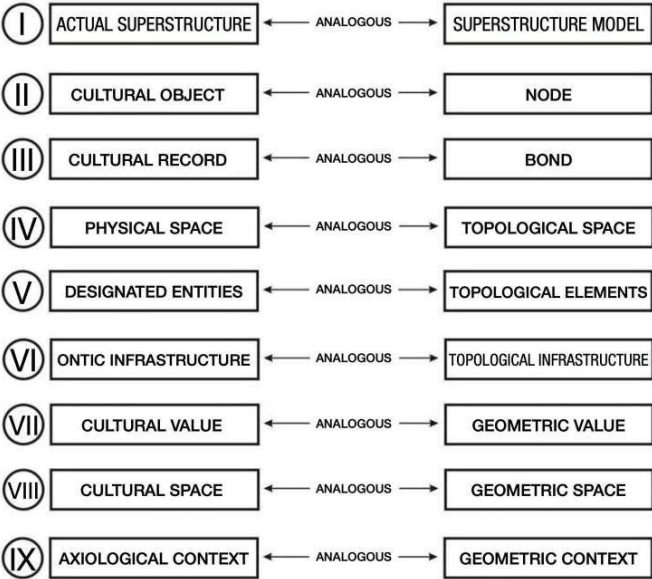 I ACTUAL SUPERSTRUCTURE ANALOGOUS SUPERSTRUCTURE MODEL
II CULTURAL OBJECT ANALOGOUS NODE
III CULTURAL RECORD ANALOGOUS BOND
IV PHYSICAL SPACE ANALOGOUS TOPOLOGICAL SPACE
V DESIGNATED ENTITIES ANALOGOUS TOPOLOGICAL ELEMENTS
VI ONTIC INFRASTRUCTURE ANALOGOUS TOPOLOGICAL INFRASTRUCTURE
VII CULTURAL VALUE ANALOGOUS GEOMETRIC VALUE
VIII CULTURAL SPACE ANALOGOUS GEOMETRIC SPACE
IX AXIOLOGICAL CONTEXT ANALOGOUS GEOMETRIC CONTEXT